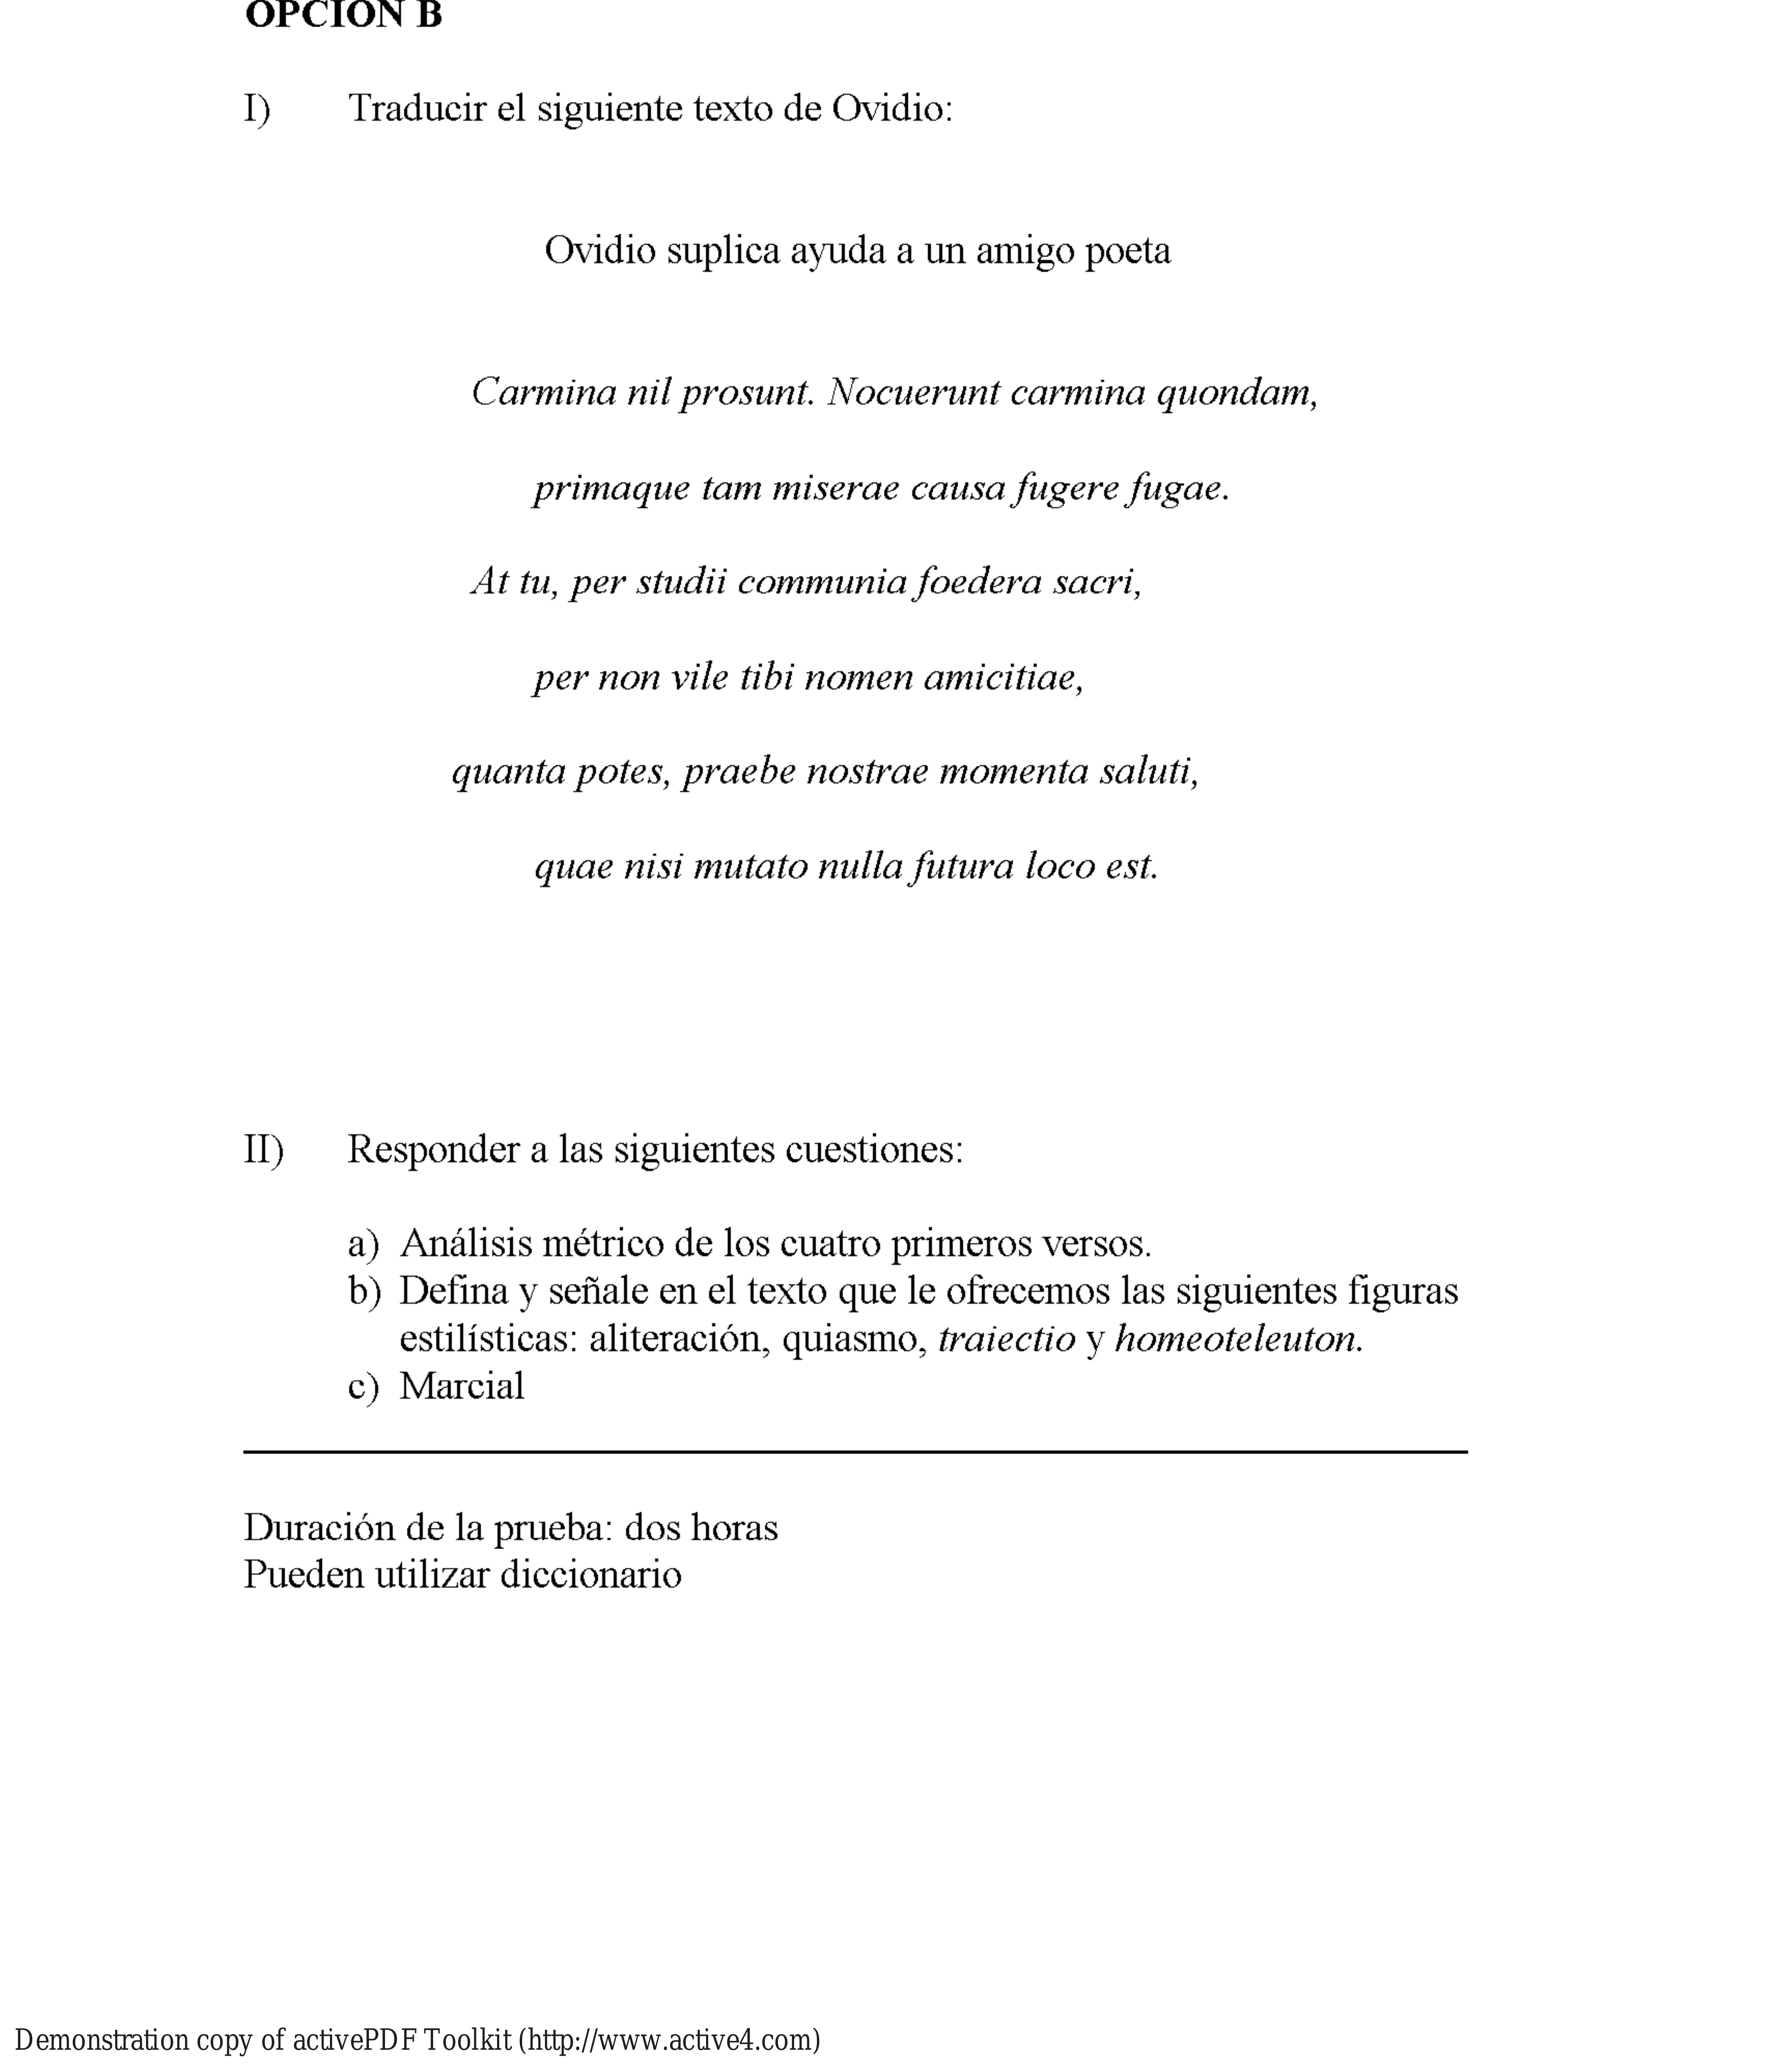 OPCION B
I) Traducir el siguiente texto de Ovidio:
Ovidio suplica ayuda a un amigo poeta
Carmina nil prosunt. Nocuerunt carmina quondam,
primaque tam miserae causa fugere fugae.
At tu, per studii communia foedera sacri,
per non vile tibi nomen amicitiae,
quanta potes, praebe nostrae momenta saluti,
quae nisi mutato nulla futura loco est.
II) Responder a las siguientes cuestiones:
a) Análisis métrico de los cuatro primeros versos.
b) Defina y señale en el texto que le ofrecemos las siguientes figuras
estilísticas: aliteración, quiasmo, traiectio y homeoteleuton.
c) Marcial
Duración de la prueba: dos horas
Pueden utilizar diccionario
Demonstration copy of activePDF Toolkit (http://www.active4.com)